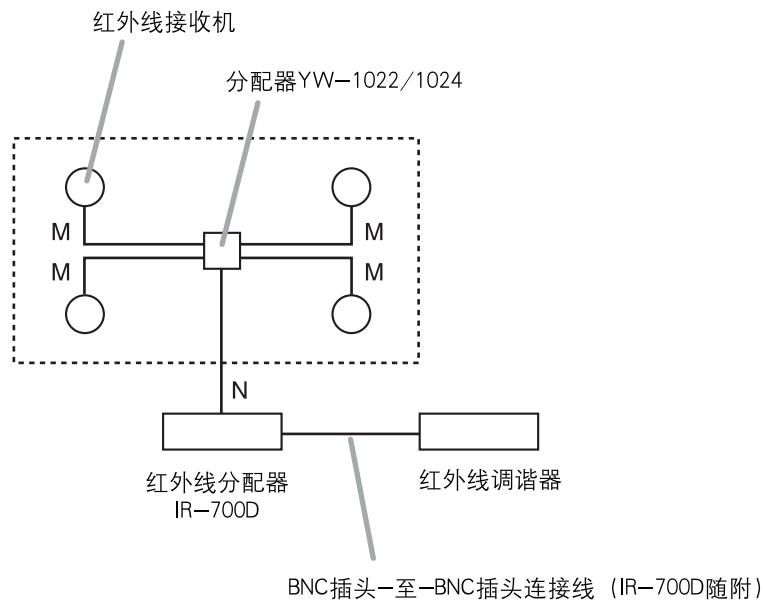 红外线接收机
分配器YW-1022/1024
M
M
M
M
N
红外线分配器
IR-700D
红外线调谐器
BNC插头-至-BNC插头连接线 (IR-700D随附)